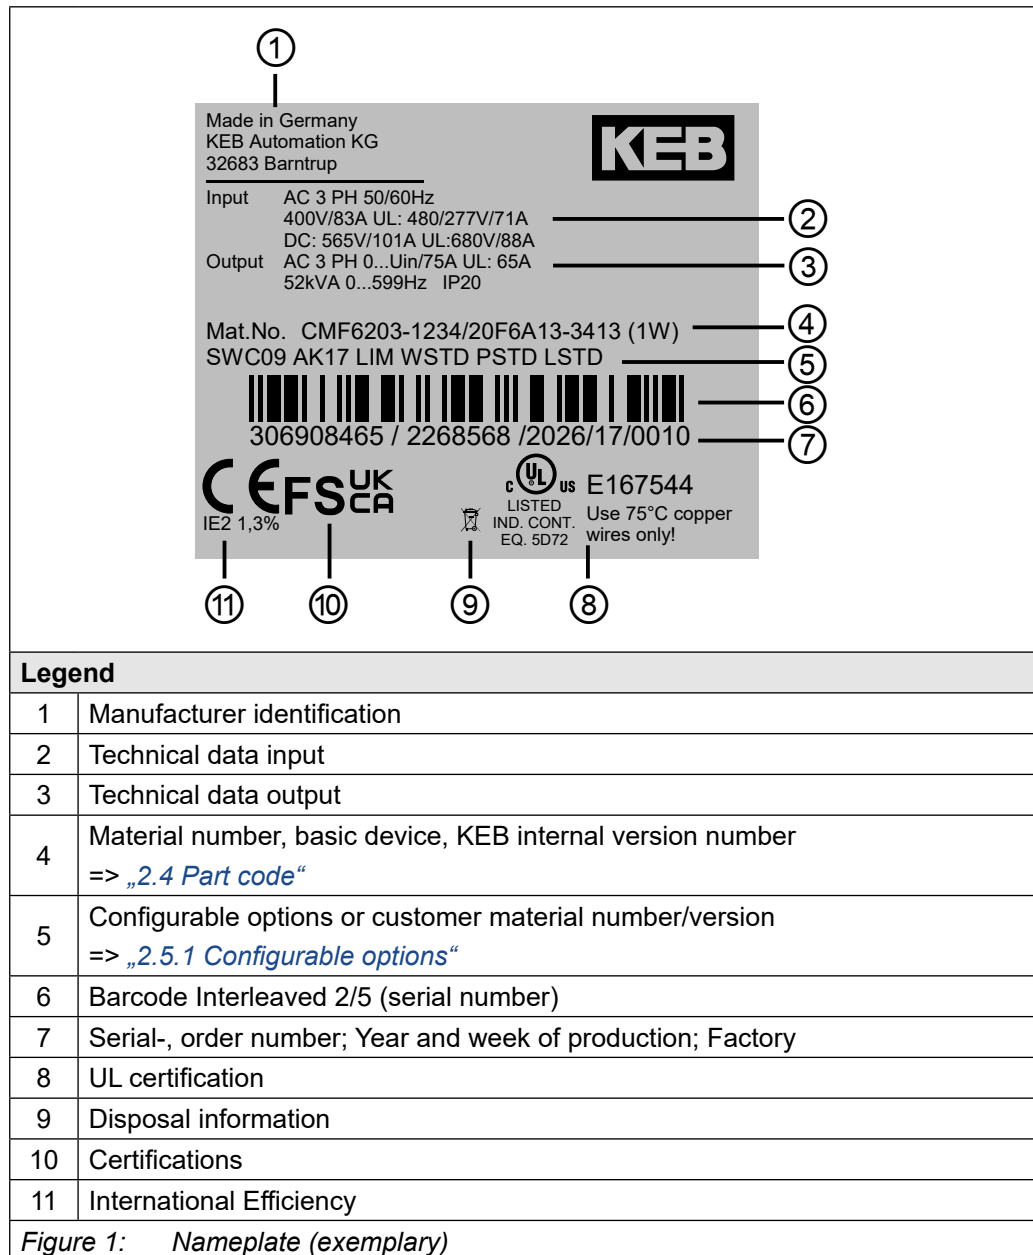 1
Made in Germany
KEB Automation KG
32683 Barntrup
KEB
Input AC 3 PH 50/60Hz
400V/83A UL: 480/277V/71A
2
DC: 565V/101A UL:680V/88A
Output AC 3 PH 0...Uin/75A UL: 65A
3
52kVA 0...599Hz IP20
Mat.No. CMF6203-1234/20F6A13-3413 (1W)
4
SWC09 AK17 LIM WSTD PSTD LSTD
5
6
306908465 / 2268568 /2026/17/0010
7
CE FS UK CA
IE2 1,3%
C UL US E167544
LISTED
IND. CONT.
EQ. 5D72
Use 75°C copper
wires only!
11 10 9 8
Legend
1 Manufacturer identification
2 Technical data input
3 Technical data output
4 Material number, basic device, KEB internal version number
=> „2.4 Part code“
5 Configurable options or customer material number/version
=> „2.5.1 Configurable options“
6 Barcode Interleaved 2/5 (serial number)
7 Serial-, order number; Year and week of production; Factory
8 UL certification
9 Disposal information
10 Certifications
11 International Efficiency
Figure 1: Nameplate (exemplary)